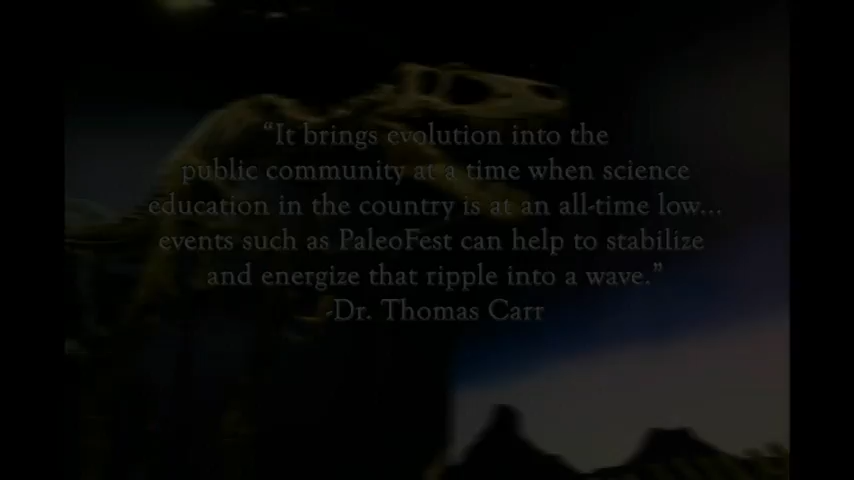 “It brings evolution into the
public community at a time when science
education in the country is at an all-time low...
events such as PaleoFest can help to stabilize
and energize that ripple into a wave.”
-Dr. Thomas Carr